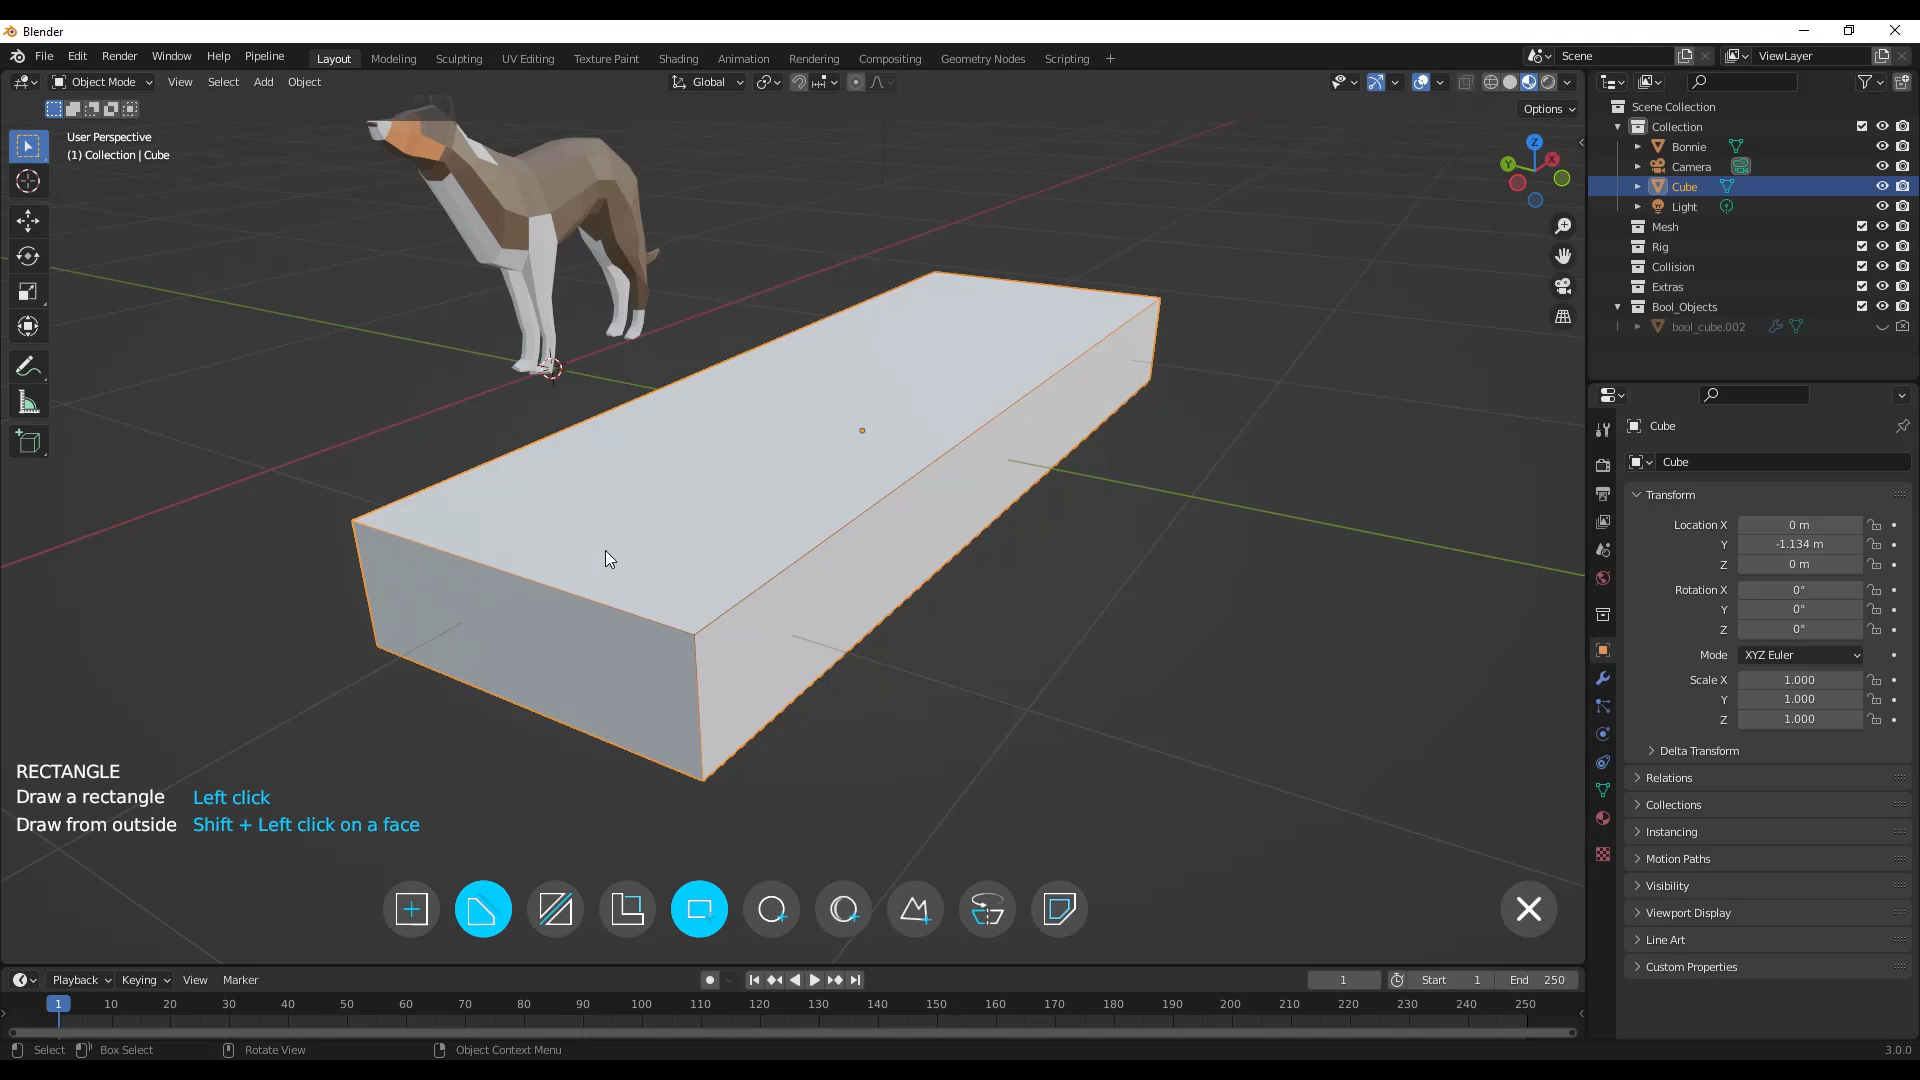 Blender
File Edit Render Window Help Pipeline Layout Modeling Sculpting UV Editing Texture Paint Shading Animation Rendering Compositing Geometry Nodes Scripting + Scene ViewLayer
Object Mode View Select Add Object Global
Options
User Perspective
(1) Collection | Cube
Z
Y X
Scene Collection
Collection
Bonnie
Camera
Cube
Light
Mesh
Rig
Collision
Extras
Bool_Objects
bool_cube.002
Cube
Cube
Transform
Location X 0 m
Y -1.134 m
Z 0 m
Rotation X 0°
Y 0°
Z 0°
Mode XYZ Euler
Scale X 1.000
Y 1.000
Z 1.000
Delta Transform
Relations
Collections
Instancing
Motion Paths
Visibility
Viewport Display
Line Art
Custom Properties
RECTANGLE
Draw a rectangle Left click
Draw from outside Shift + Left click on a face
Playback Keying View Marker 1 Start 1 End 250
1 10 20 30 40 50 60 70 80 90 100 110 120 130 140 150 160 170 180 190 200 210 220 230 240 250
Select Box Select Rotate View Object Context Menu 3.0.0